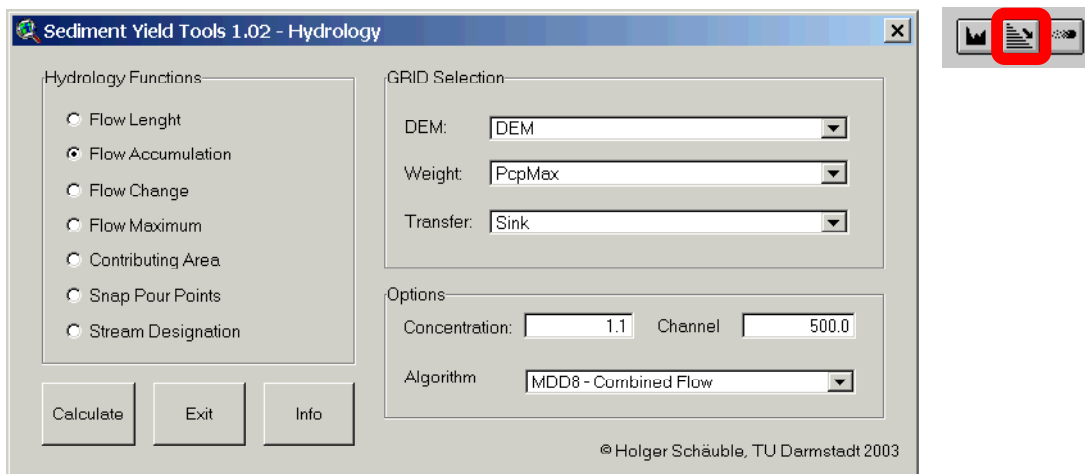 Sediment Yield Tools 1.02 - Hydrology
Hydrology Functions
Flow Lenght
Flow Accumulation
Flow Change
Flow Maximum
Contributing Area
Snap Pour Points
Stream Designation
Calculate
Exit
Info
GRID Selection
DEM: DEM
Weight: PcpMax
Transfer: Sink
Options
Concentration: 1.1 Channel 500.0
Algorithm MDD8 - Combined Flow
© Holger Schäuble, TU Darmstadt 2003